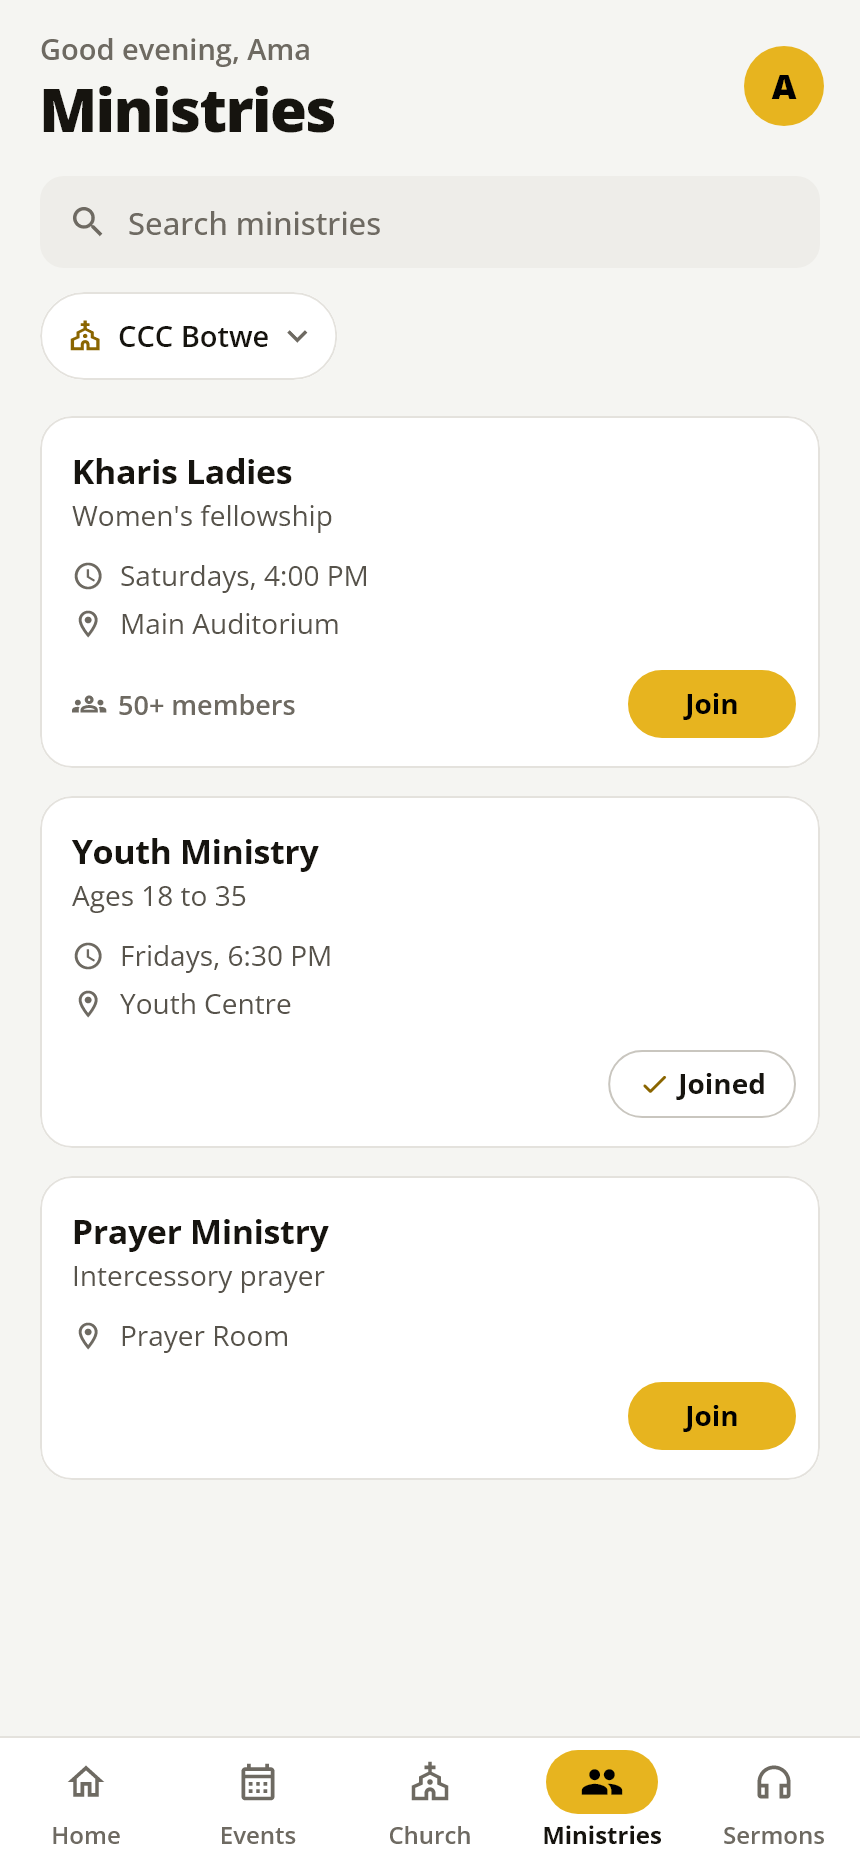 Good evening, Ama
Ministries
A
Search ministries
CCC Botwe
Kharis Ladies
Women's fellowship
Saturdays, 4:00 PM
Main Auditorium
50+ members
Join
Youth Ministry
Ages 18 to 35
Fridays, 6:30 PM
Youth Centre
Joined
Prayer Ministry
Intercessory prayer
Prayer Room
Join
Home
Events
Church
Ministries
Sermons